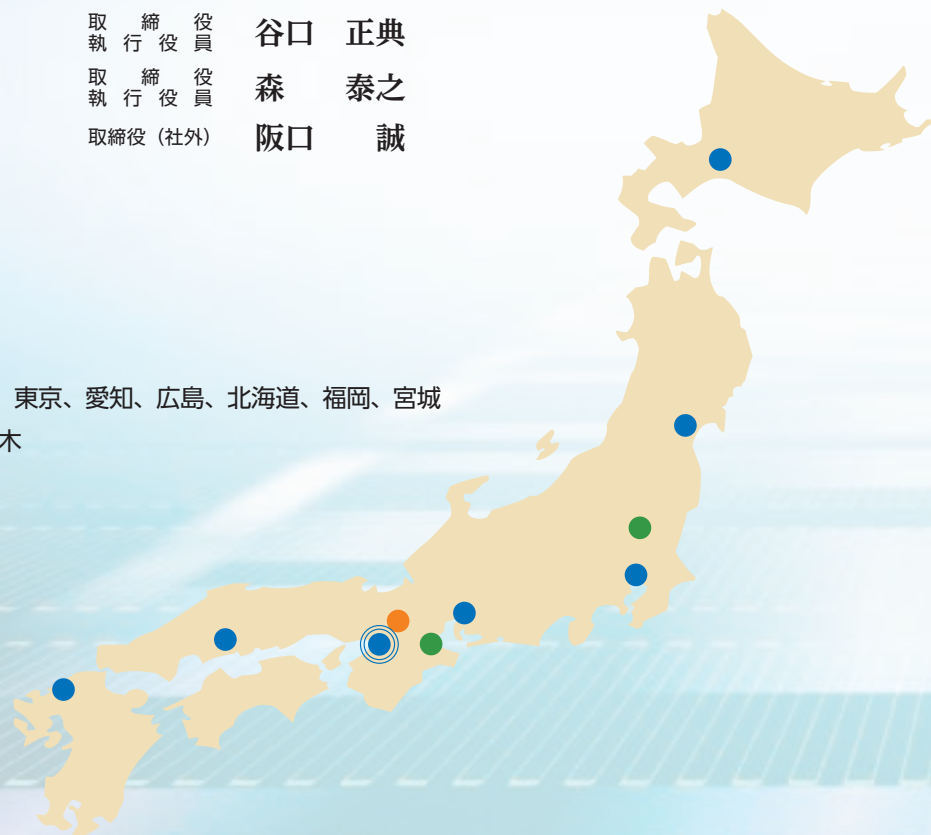 取締役
執行役員 谷口 正典
取締役
執行役員 森 泰之
取締役（社外） 阪口 誠
東京、愛知、広島、北海道、福岡、宮城
木